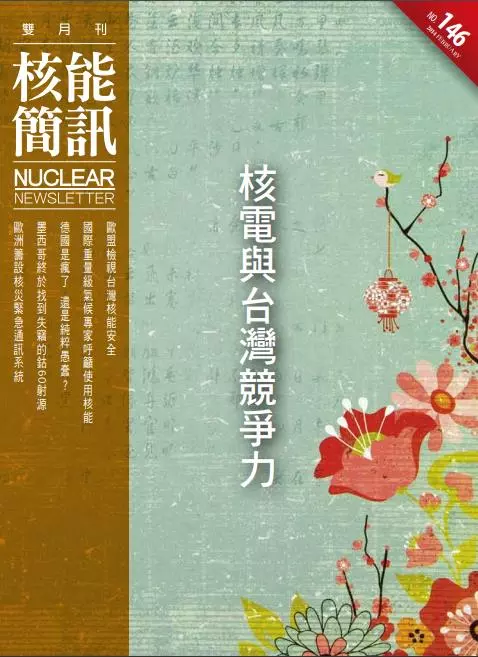 雙月刊
核能
簡訊
NUCLEAR
NEWSLETTER
NO. 146
核電與台灣競爭力
歐盟檢視台灣核能安全
國際重量級氣候專家呼籲使用核能
德國是瘋了 還是純粹愚蠢？
墨西哥終於找到失竊的鈷60射源
歐洲籌設核災緊急通訊系統